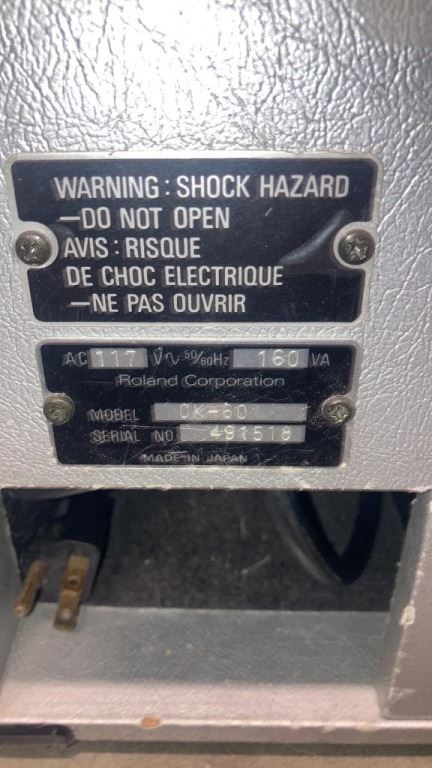 WARNING: SHOCK HAZARD
—DO NOT OPEN
AVIS: RISQUE
DE CHOC ELECTRIQUE
—NE PAS OUVRIR
AC 117 V∿ 50/60Hz 160 VA
Roland Corporation
MODEL CK-60
SERIAL NO 491518
MADE IN JAPAN